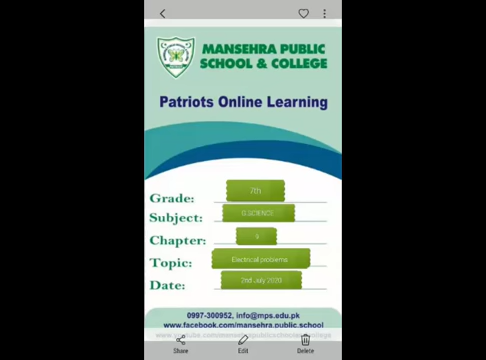 MANSEHRA PUBLIC
SCHOOL & COLLEGE
Patriots Online Learning
Grade: 7th
Subject: G.SCIENCE
Chapter:
Topic: Electrical problems
Date: 2nd July 2020
0997-300952, info@mps.edu.pk
www.facebook.com/mansehra.public.school
Share Edit Delete